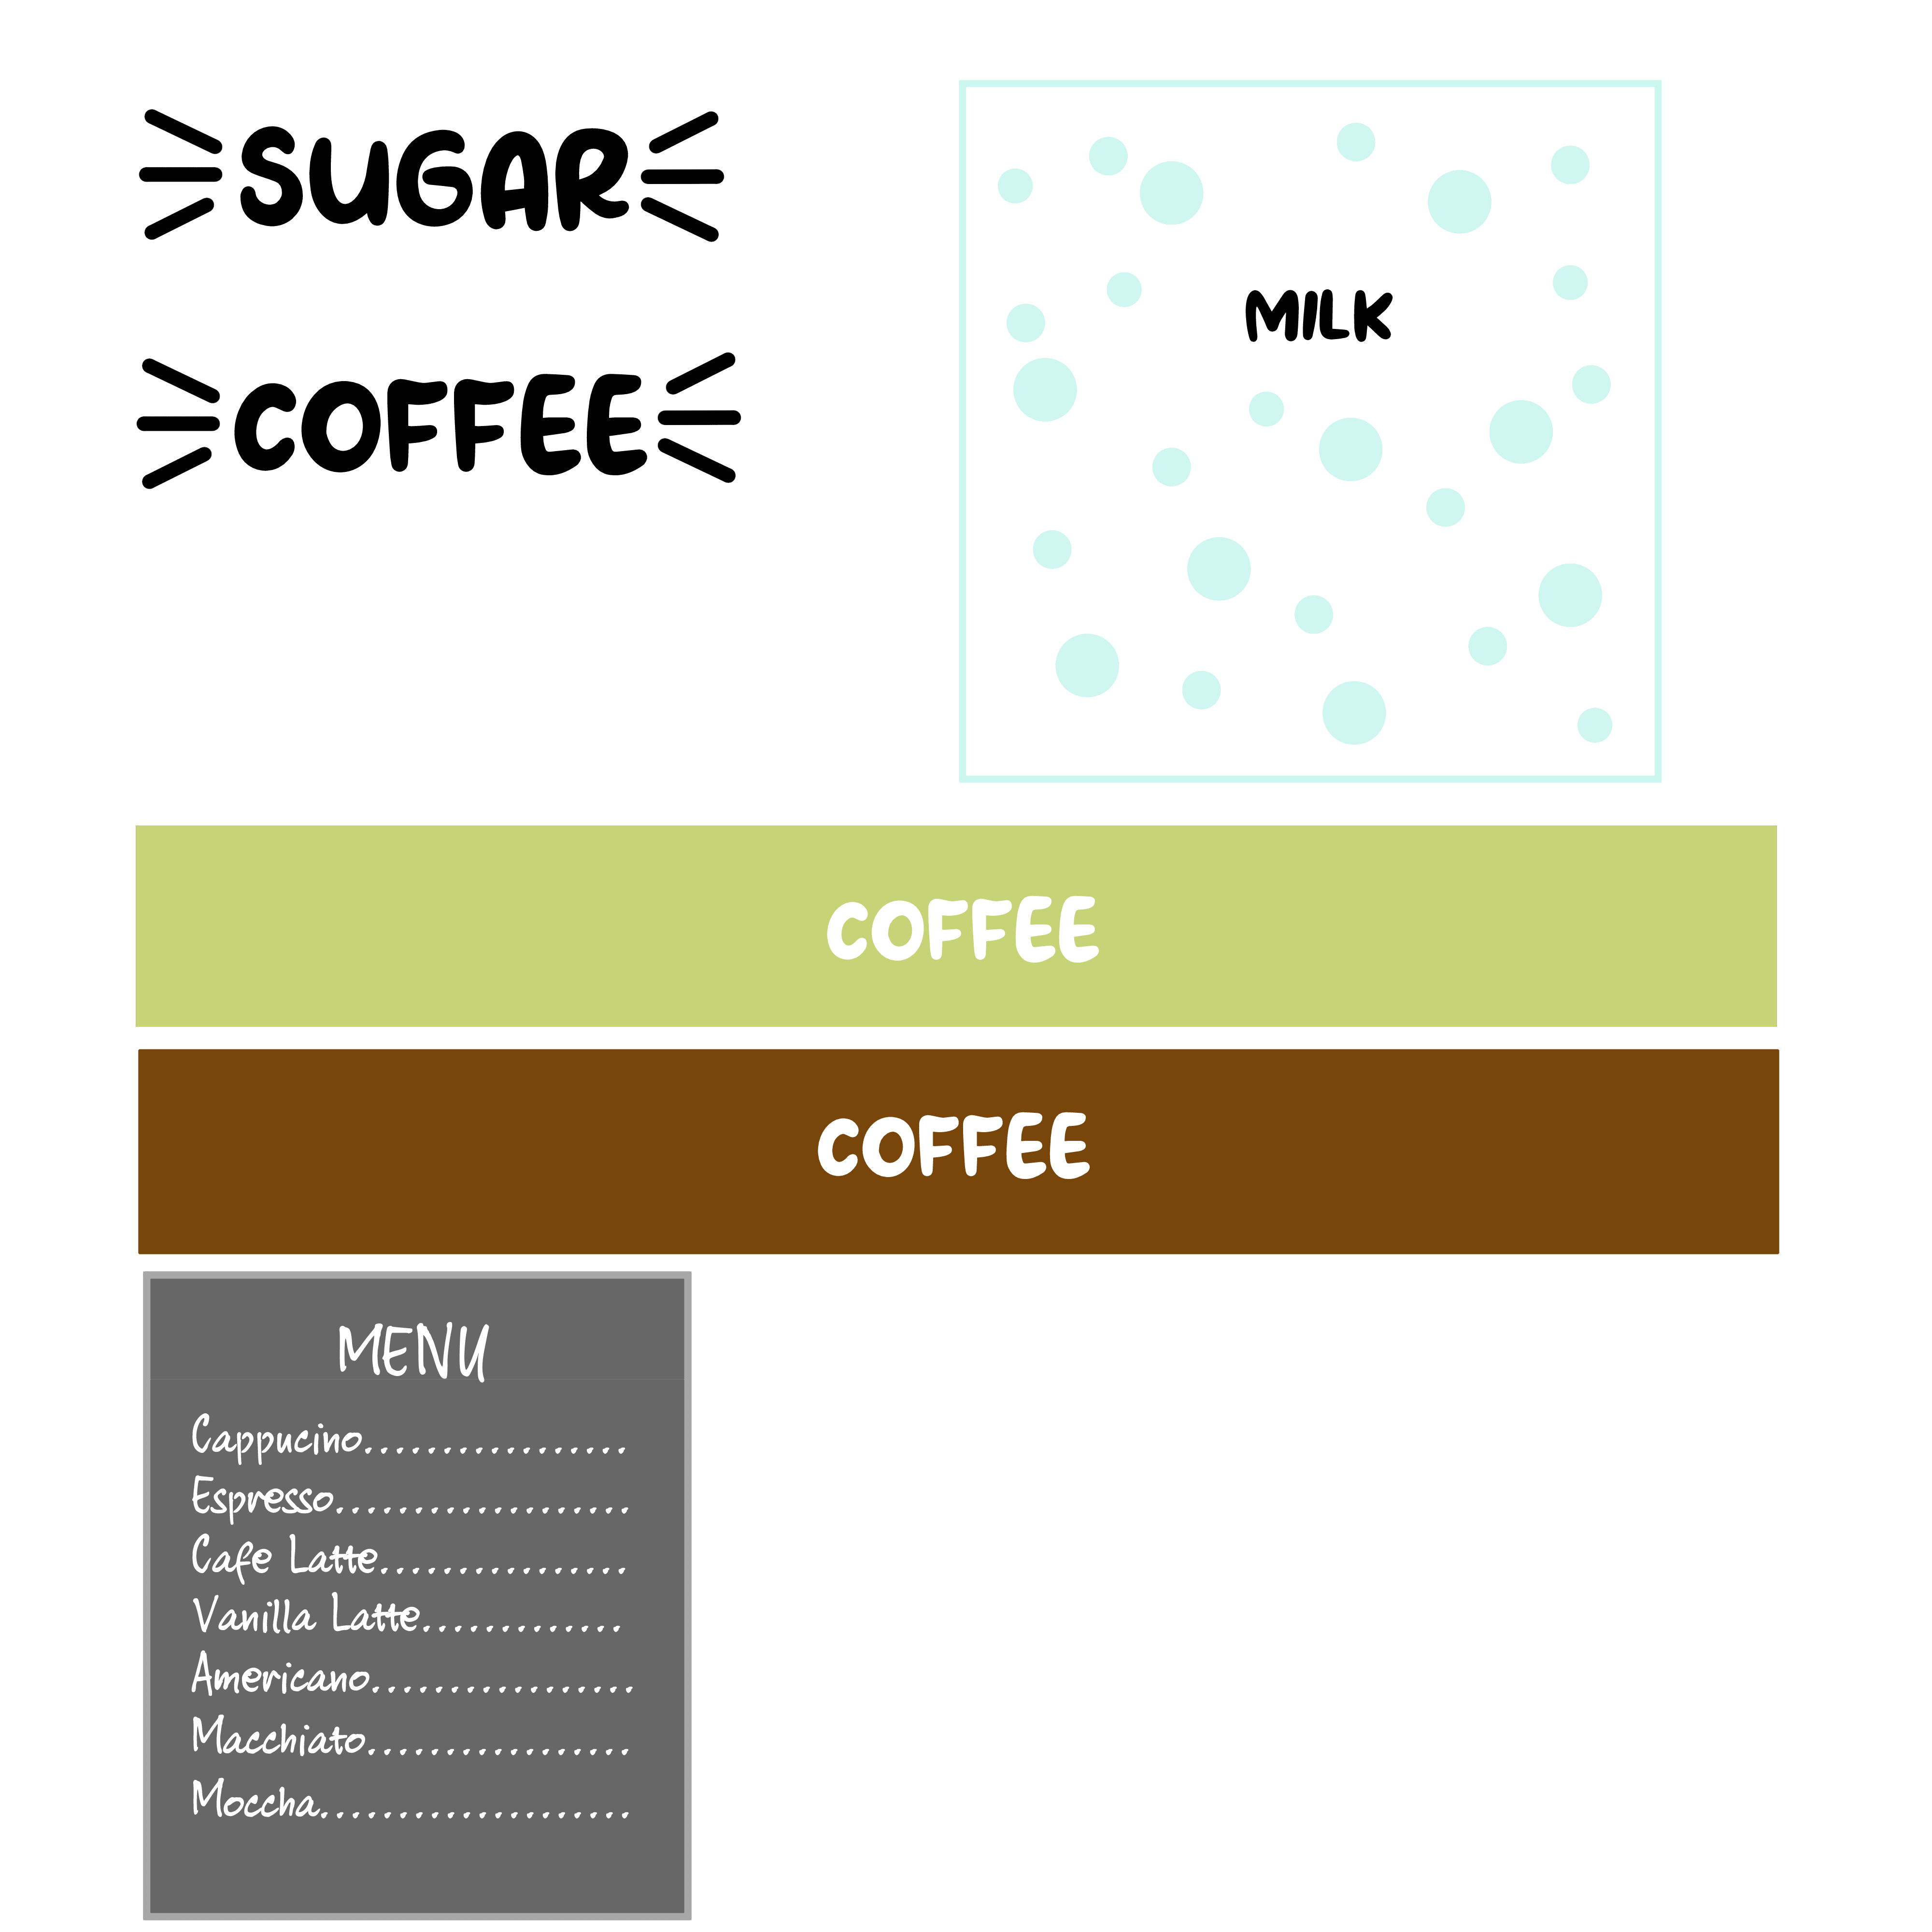 SUGAR
MILK
COFFEE
COFFEE
COFFEE
MENU
Cappucino.................
Espresso...................
Cafe Latte................
Vanilla Latte.............
Americano.................
Macchiato.................
Moccha....................